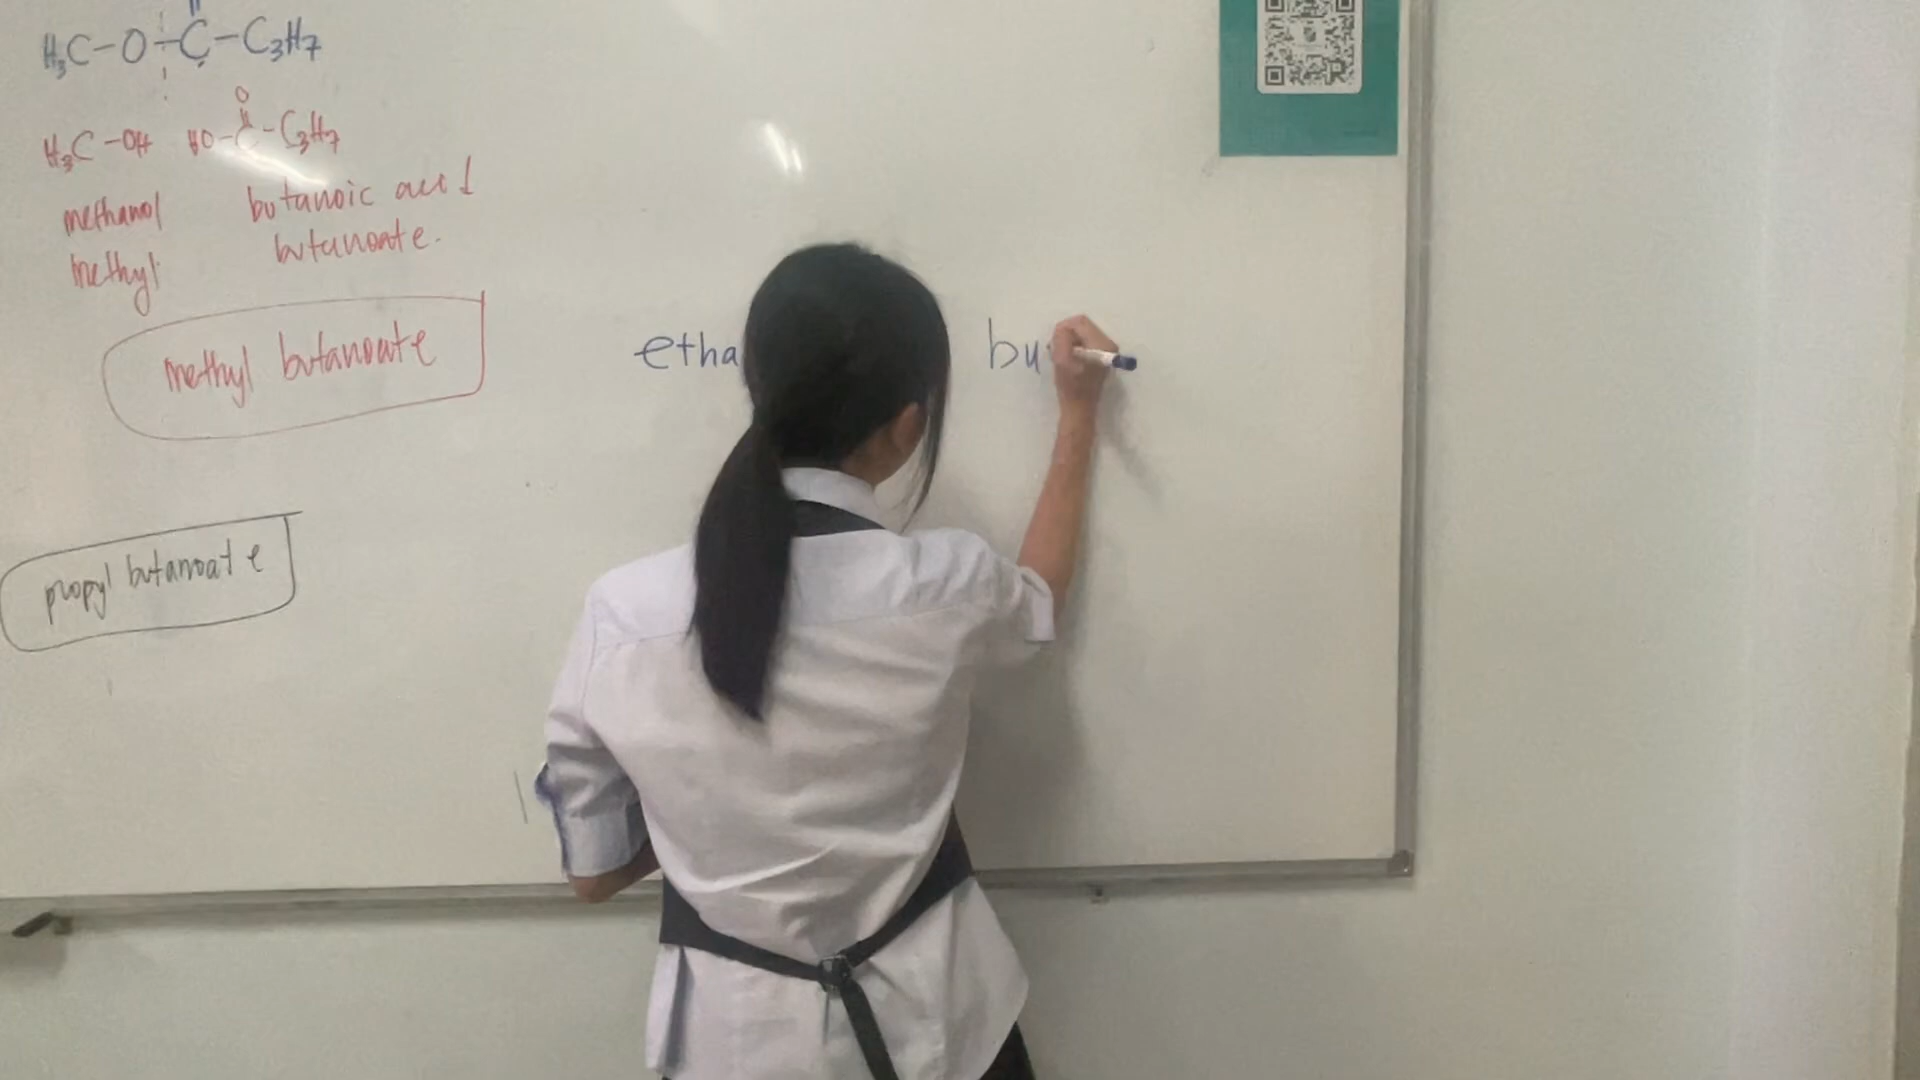 H₃C-O-C-C₃H₇
O
H₃C-OH HO-C-C₃H₇
methanol butanoic acid
methyl butanoate.
methyl butanoate
etha bu
propyl butanoate